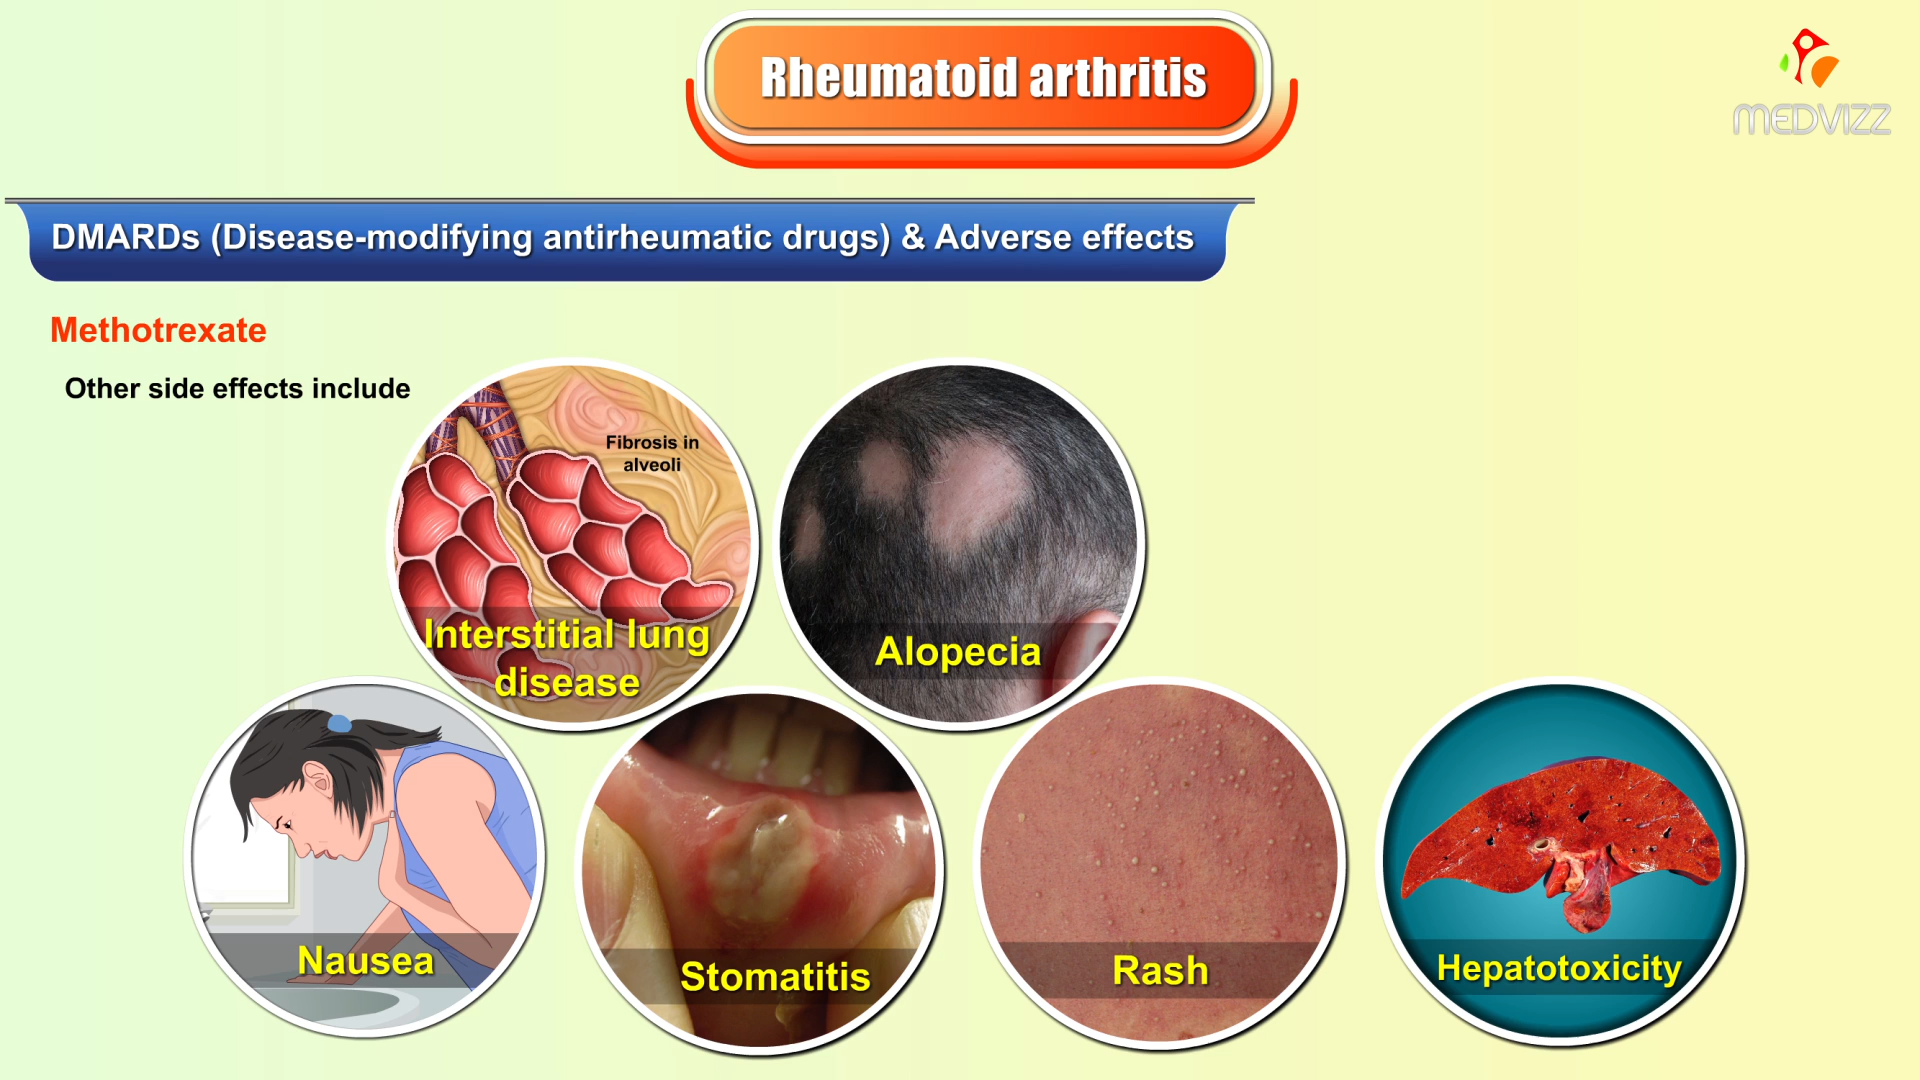 Rheumatoid arthritis
MEDVIZZ
DMARDs (Disease-modifying antirheumatic drugs) & Adverse effects
Methotrexate
Other side effects include
Fibrosis in
alveoli
Interstitial lung
disease
Alopecia
Nausea
Stomatitis
Rash
Hepatotoxicity